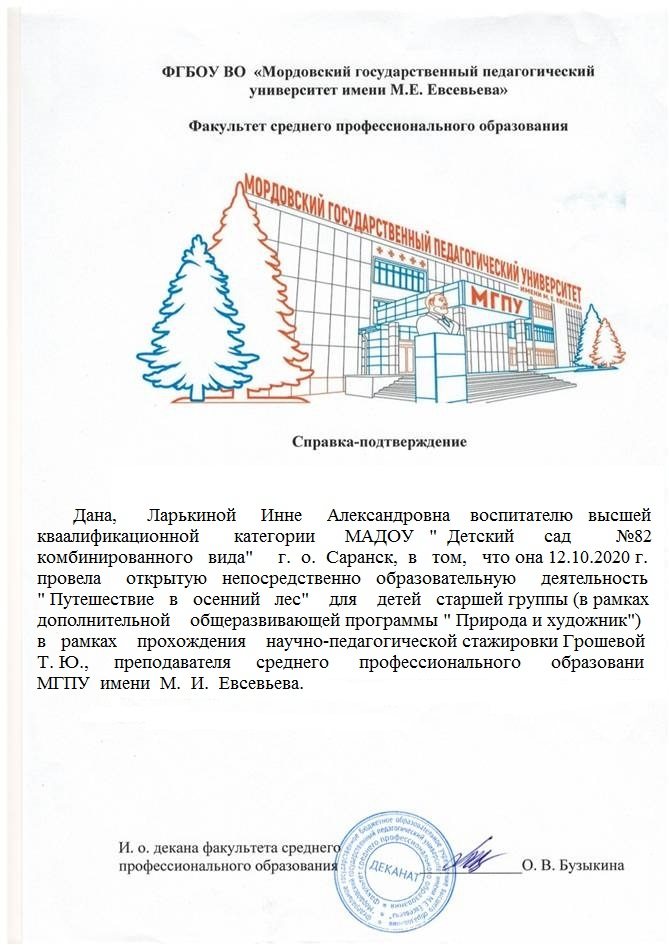 ФГБОУ ВО «Мордовский государственный педагогический
университет имени М.Е. Евсевьева»
Факультет среднего профессионального образования
МОРДОВСКИЙ ГОСУДАРСТВЕННЫЙ ПЕДАГОГИЧЕСКИЙ УНИВЕРСИТЕТ
ИМЕНИ М. Е. ЕВСЕВЬЕВА
МГПУ
Справка-подтверждение
Дана, Ларькиной Инне Александровна воспитателю высшей
кваалификационной категории МАДОУ " Детский сад №82
комбинированного вида" г. о. Саранск, в том, что она 12.10.2020 г.
провела открытую непосредственно образовательную деятельность
" Путешествие в осенний лес" для детей старшей группы (в рамках
дополнительной общеразвивающей программы " Природа и художник")
в рамках прохождения научно-педагогической стажировки Грошевой
Т. Ю., преподавателя среднего профессионального образовани
МГПУ имени М. И. Евсевьева.
И. о. декана факультета среднего
профессионального образования О. В. Бузыкина
ДЕКАНАТ